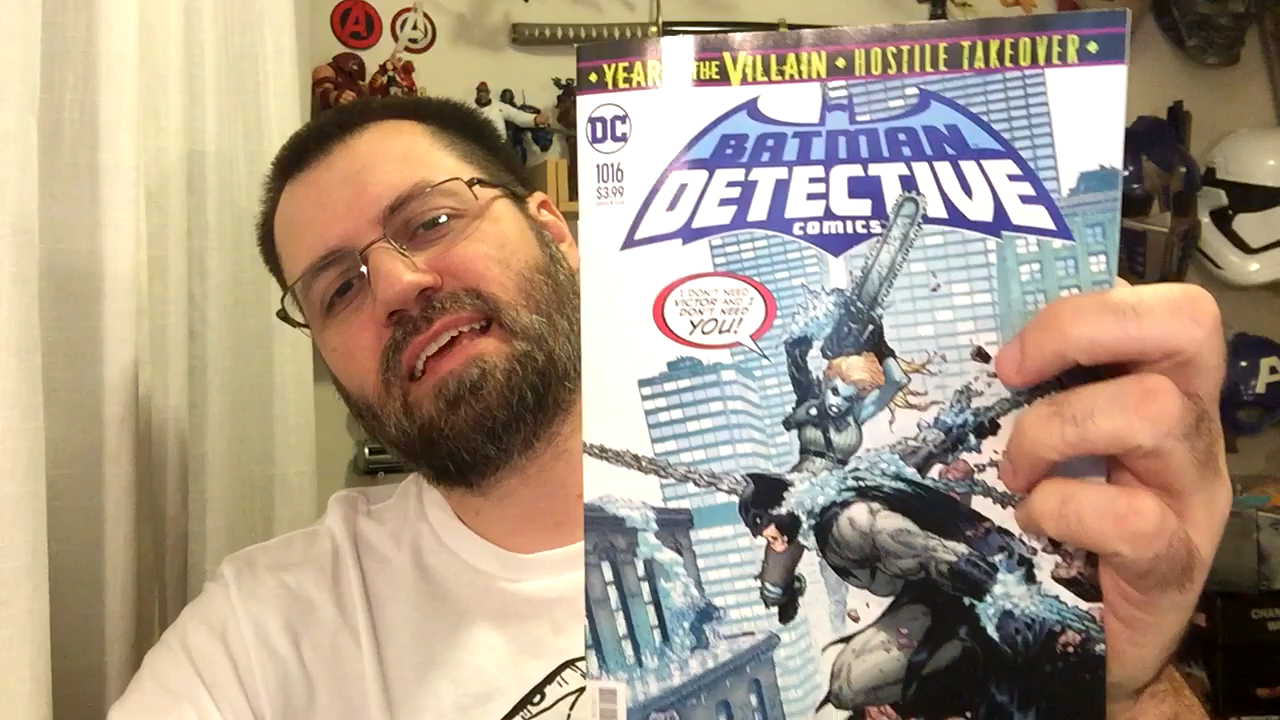 YEAR THE VILLAIN • HOSTILE TAKEOVER
DC
1016
$3.99
BATMAN
DETECTIVE
COMICS
I DON'T NEED
VICTOR AND I
DON'T NEED
YOU!
A